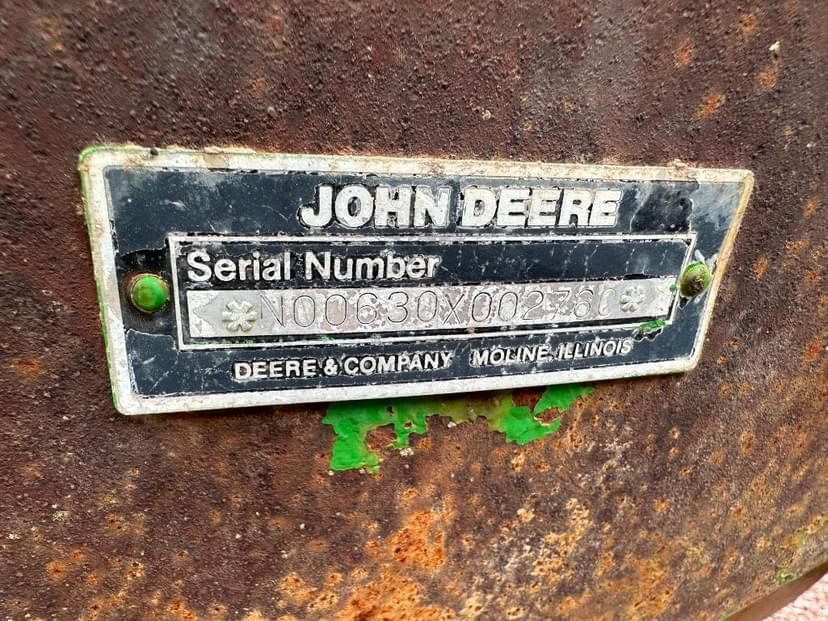 JOHN DEERE
Serial Number
*N00630X002760*
DEERE & COMPANY MOLINE, ILLINOIS